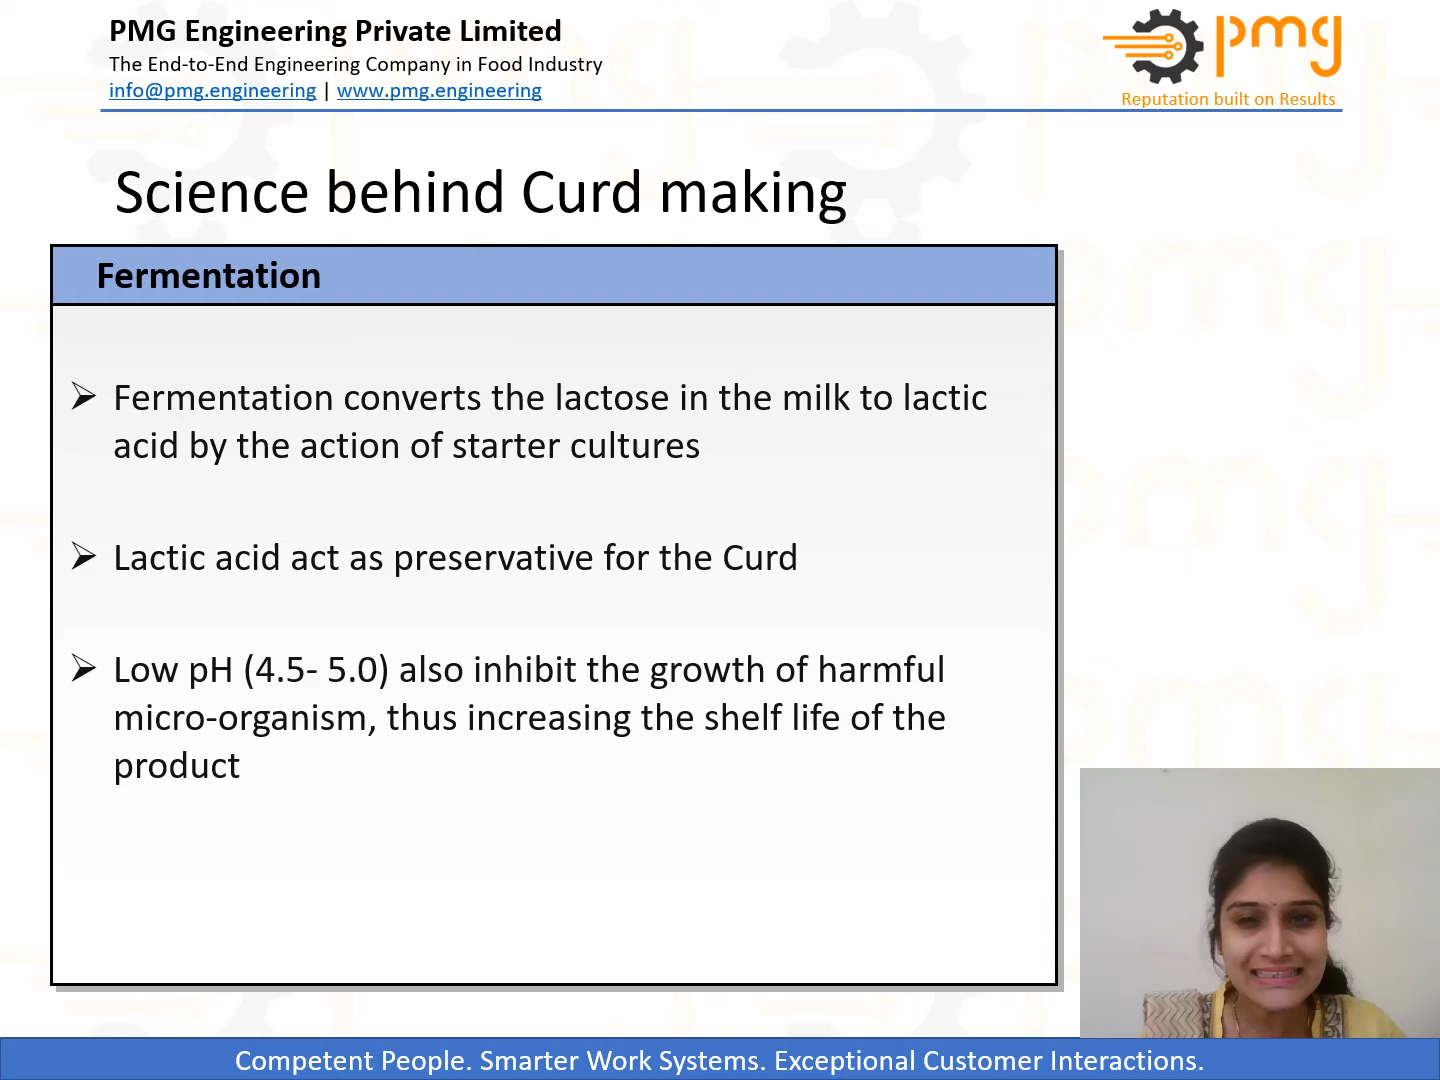 PMG Engineering Private Limited
The End-to-End Engineering Company in Food Industry
info@pmg.engineering | www.pmg.engineering
pmg
Reputation built on Results
Science behind Curd making
Fermentation
➢ Fermentation converts the lactose in the milk to lactic
acid by the action of starter cultures
➢ Lactic acid act as preservative for the Curd
➢ Low pH (4.5- 5.0) also inhibit the growth of harmful
micro-organism, thus increasing the shelf life of the
product
Competent People. Smarter Work Systems. Exceptional Customer Interactions.